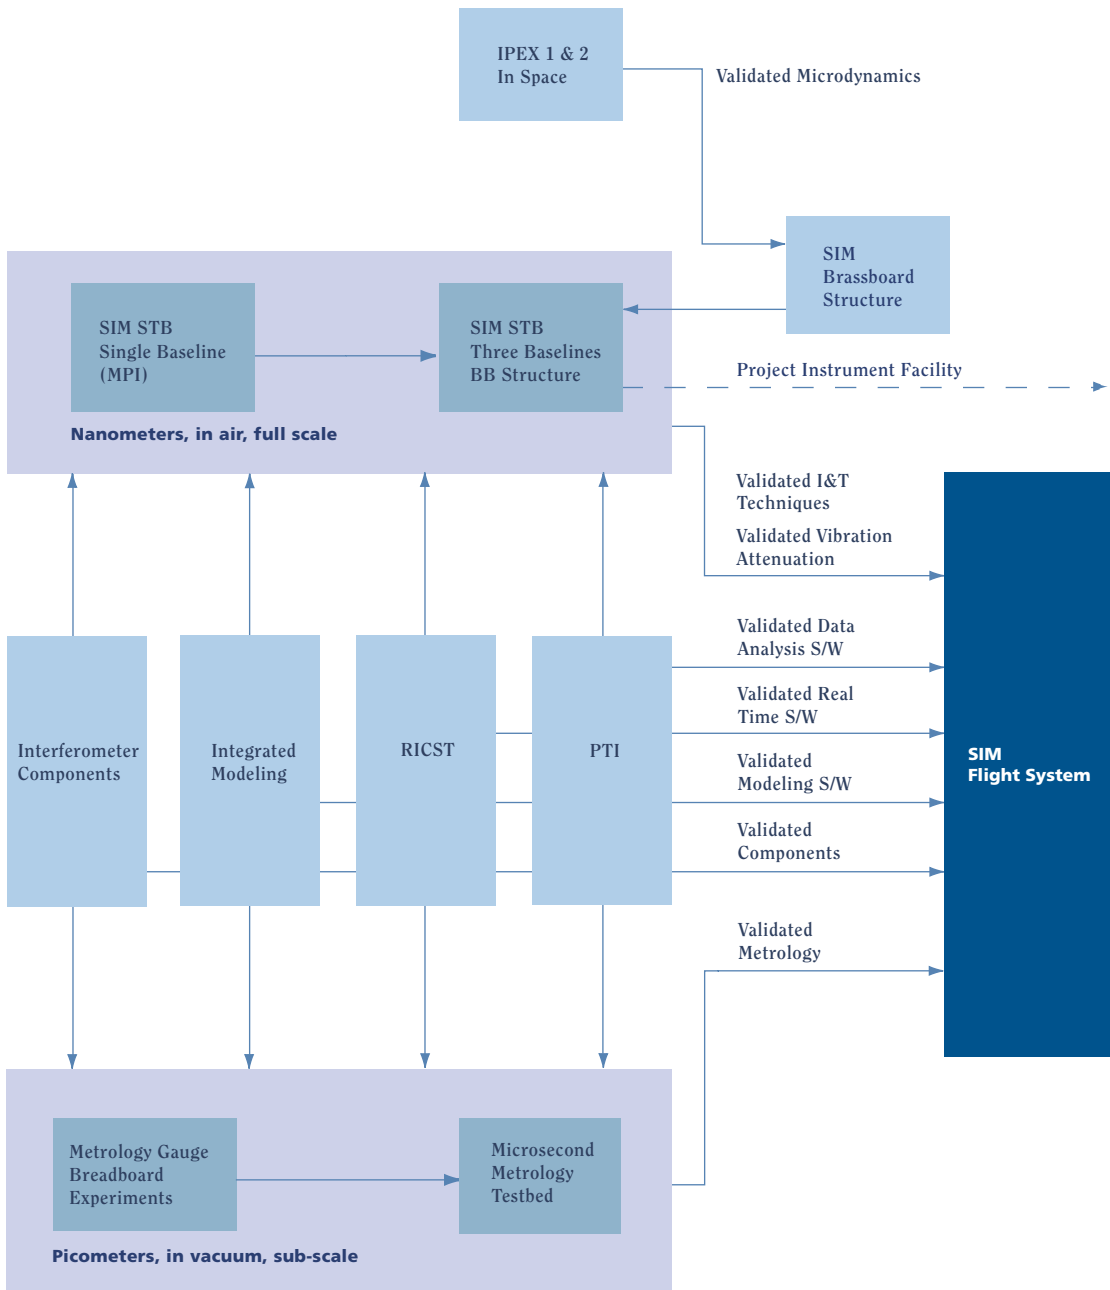 IPEX 1 & 2
In Space
Validated Microdynamics
SIM
Brassboard
Structure
SIM STB
Single Baseline
(MPI)
SIM STB
Three Baselines
BB Structure
Project Instrument Facility
Nanometers, in air, full scale
Validated I&T
Techniques
Validated Vibration
Attenuation
Validated Data
Analysis S/W
Validated Real
Time S/W
Interferometer
Components
Integrated
Modeling
RICST
PTI
Validated
Modeling S/W
SIM
Flight System
Validated
Components
Validated
Metrology
Metrology Gauge
Breadboard
Experiments
Microsecond
Metrology
Testbed
Picometers, in vacuum, sub-scale